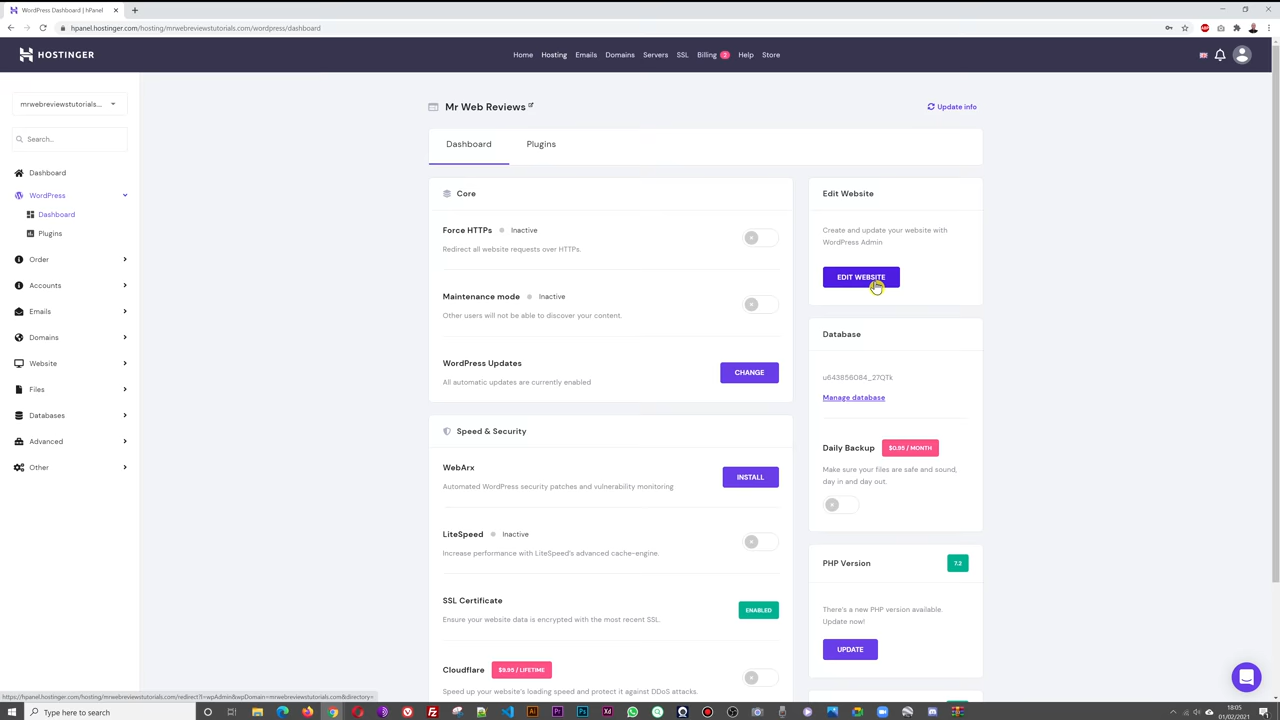 WordPress Dashboard | hPanel
hpanel.hostinger.com/hosting/mrwebreviewstutorials.com/wordpress/dashboard
HOSTINGER
Home Hosting Emails Domains Servers SSL Billing 2 Help Store
mrwebreviewstutorials....
Search...
Dashboard
WordPress
Dashboard
Plugins
Order
Accounts
Emails
Domains
Website
Files
Databases
Advanced
Other
Mr Web Reviews
Update info
Dashboard Plugins
Core
Force HTTPs Inactive
Redirect all website requests over HTTPs.
Maintenance mode Inactive
Other users will not be able to discover your content.
WordPress Updates
All automatic updates are currently enabled
CHANGE
Speed & Security
WebArx
Automated WordPress security patches and vulnerability monitoring
INSTALL
LiteSpeed Inactive
Increase performance with LiteSpeed's advanced cache-engine.
SSL Certificate
Ensure your website data is encrypted with the most recent SSL.
ENABLED
Cloudflare $9.95 / LIFETIME
Speed up your website's loading speed and protect it against DDoS attacks.
Edit Website
Create and update your website with
WordPress Admin
EDIT WEBSITE
Database
u643856084_27QTk
Manage database
Daily Backup $0.95 / MONTH
Make sure your files are safe and sound,
day in and day out.
PHP Version 7.2
There's a new PHP version available.
Update now!
UPDATE
https://hpanel.hostinger.com/hosting/mrwebreviewstutorials.com/redirect?l=wpAdmin&wpDomain=mrwebreviewstutorials.com&directory=
Type here to search
18:05
01/02/2021